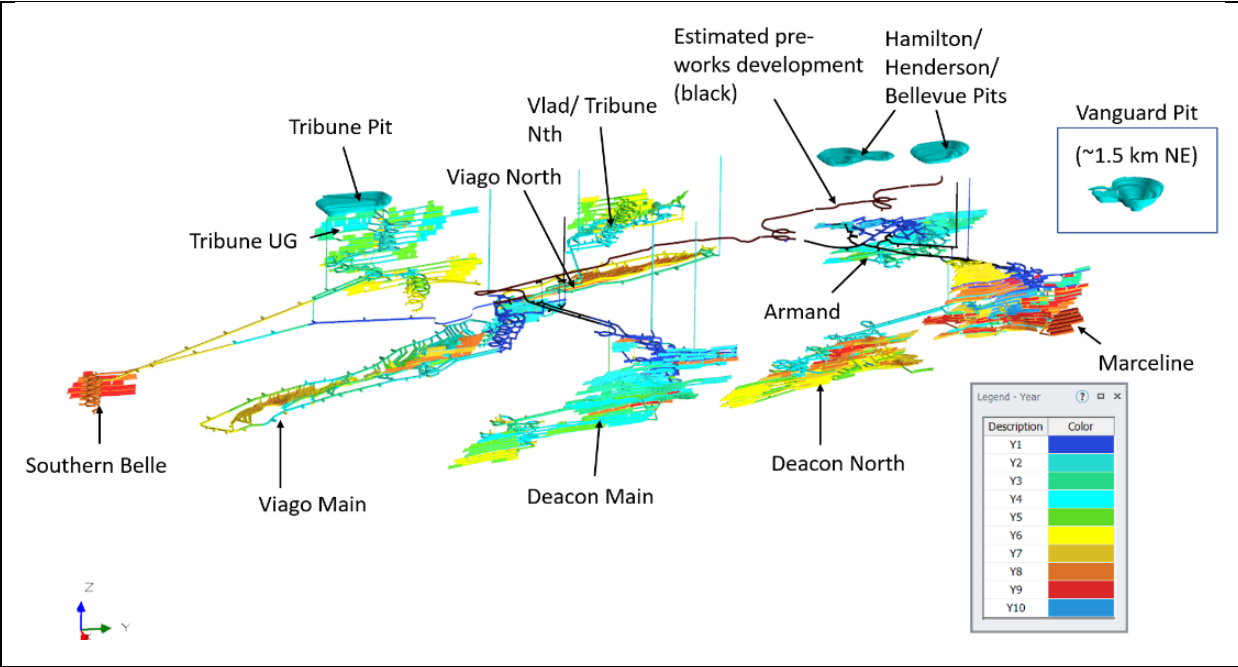 Estimated pre-
works development
(black)
Hamilton/
Henderson/
Bellevue Pits
Vanguard Pit
(~1.5 km NE)
Tribune Pit
Vlad/ Tribune
Nth
Viago North
Tribune UG
Armand
Marceline
Southern Belle
Viago Main
Deacon Main
Deacon North
Legend - Year
?
Description Color
Y1
Y2
Y3
Y4
Y5
Y6
Y7
Y8
Y9
Y10
Z
Y